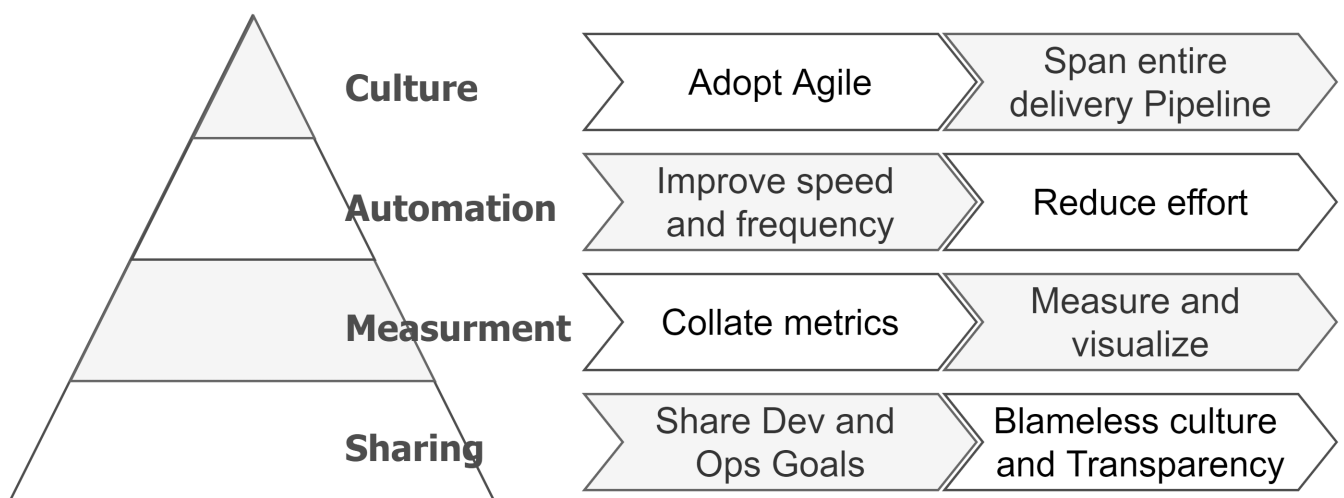 Culture
Adopt Agile
Span entire
delivery Pipeline
Automation
Improve speed
and frequency
Reduce effort
Measurment
Collate metrics
Measure and
visualize
Sharing
Share Dev and
Ops Goals
Blameless culture
and Transparency